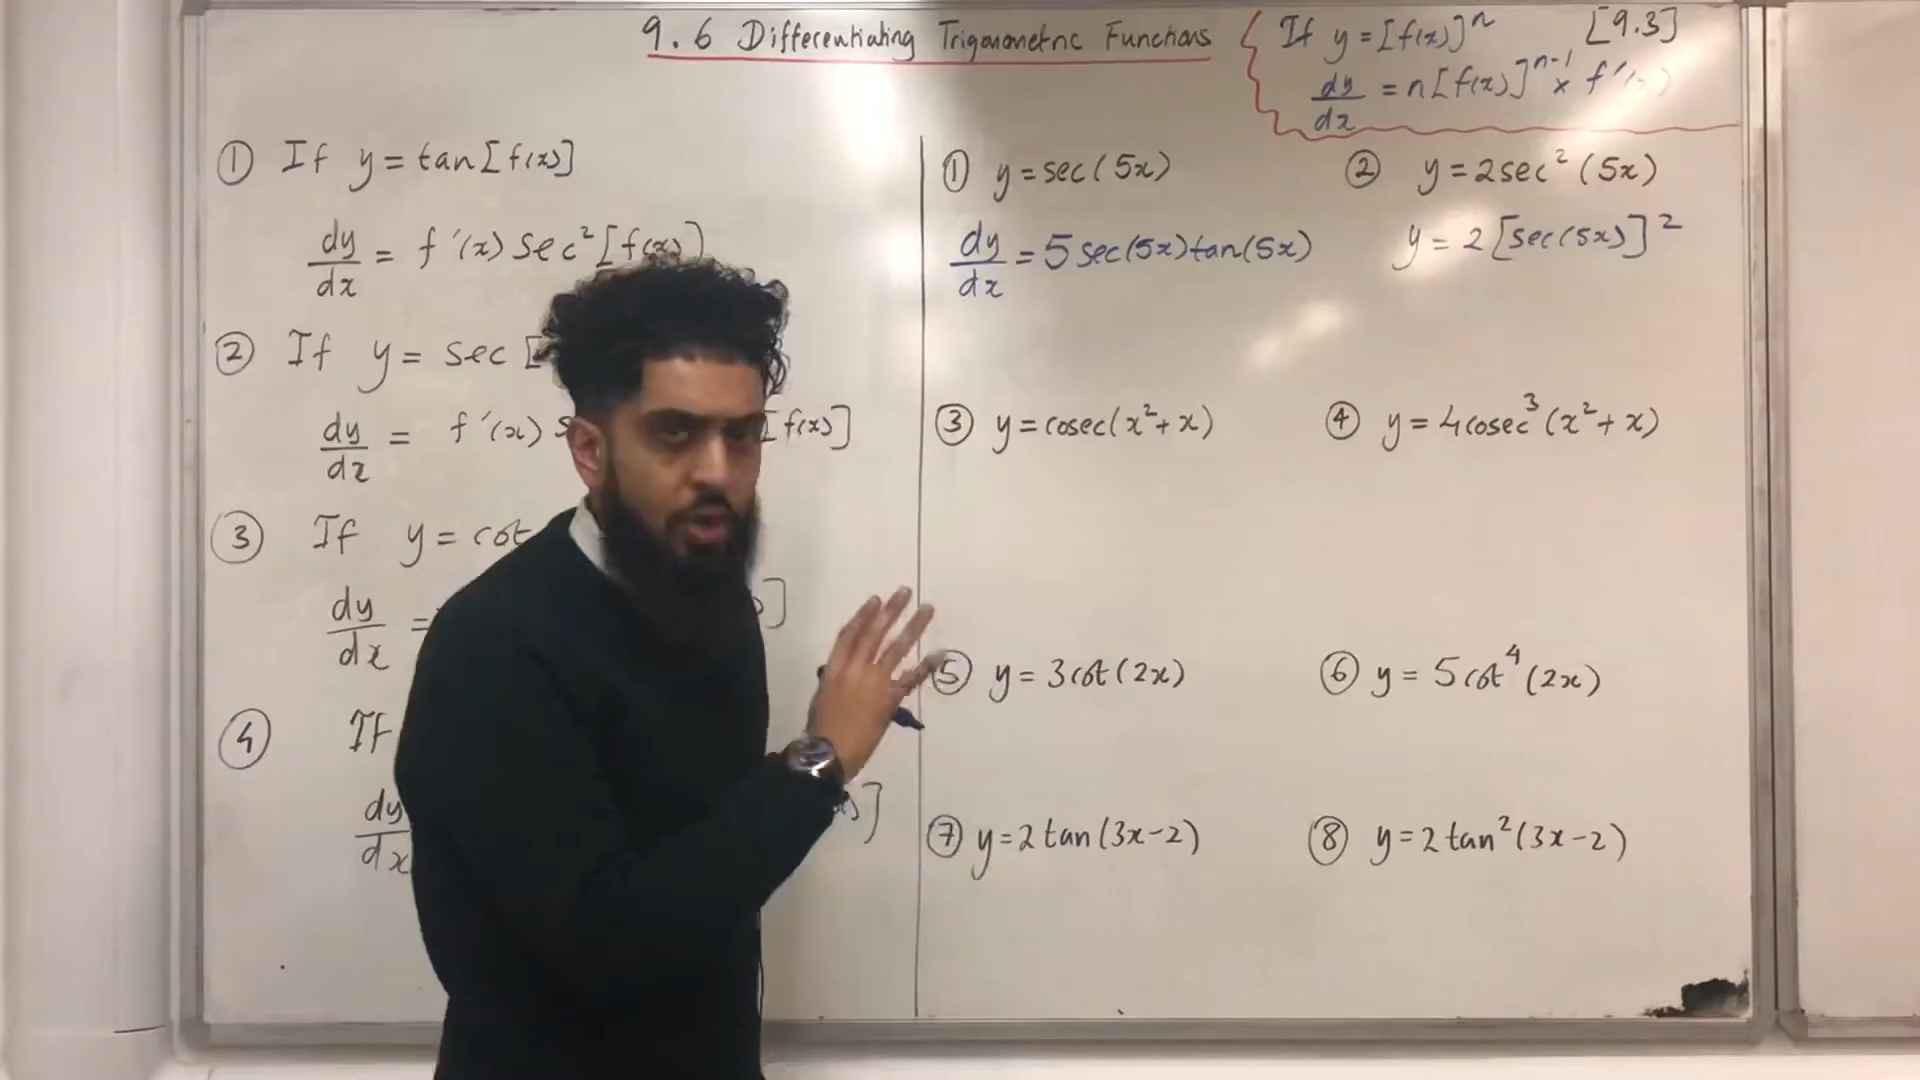 9.6 Differentiating Trigonometric Functions
If y = [f(x)]ⁿ [9.3]
dy/dx = n[f(x)]ⁿ⁻¹ × f'(
① If y = tan[f(x)]
dy/dx = f'(x) sec²[f(x)]
② If y = sec [
dy/dx = f'(x) s [f(x)]
③ If y = cot
dy/dx = ]
④ If
dy/dx ]
① y = sec(5x)
dy/dx = 5 sec(5x) tan(5x)
② y = 2sec²(5x)
y = 2 [sec(5x)]²
③ y = cosec(x²+x)
④ y = 4cosec³(x²+x)
⑤ y = 3cot(2x)
⑥ y = 5cot⁴(2x)
⑦ y = 2tan(3x-2)
⑧ y = 2tan²(3x-2)